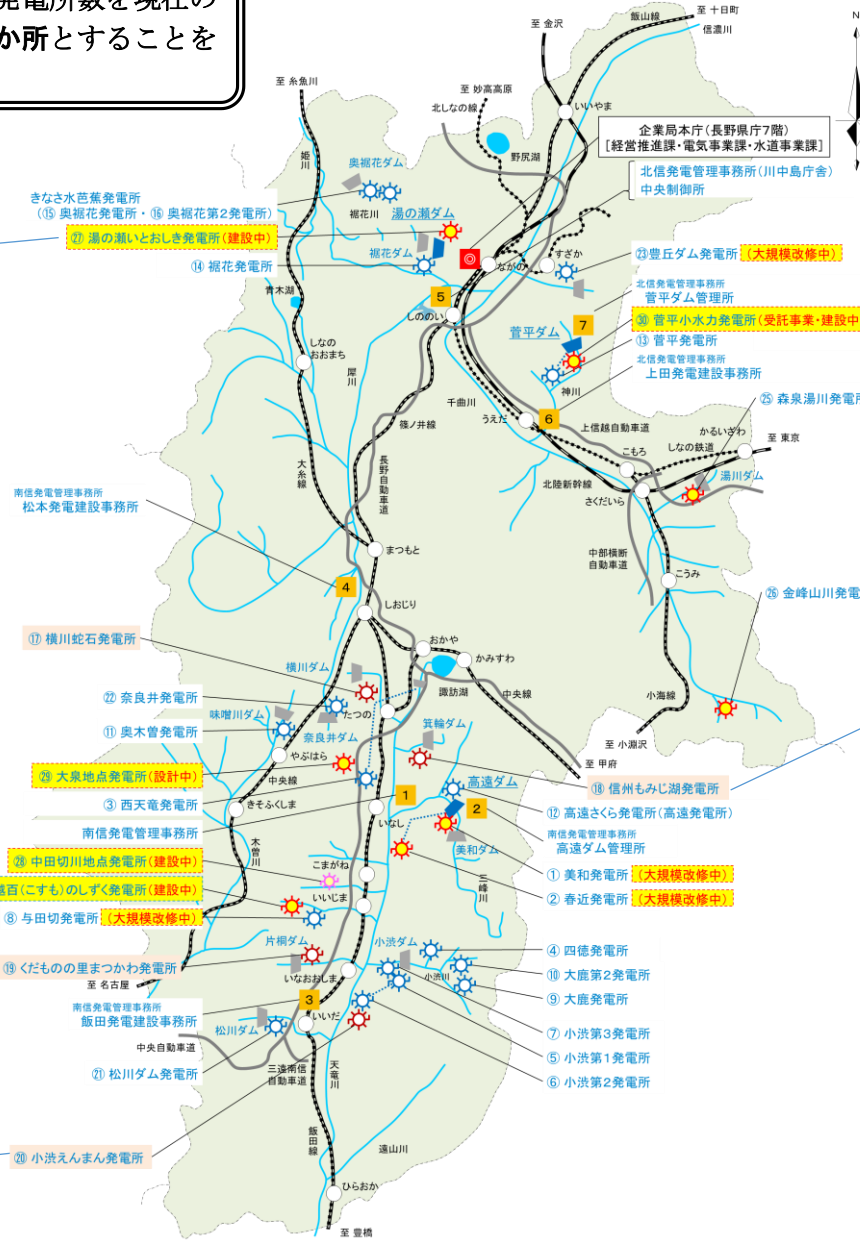 発電所数を現在の
か所とすることを
至 十日町
飯山線
至 金沢
信濃川
N
至 糸魚川
至 妙高高原
北しなの線
いいやま
企業局本庁(長野県庁7階)
[経営推進課・電気事業課・水道事業課]
野尻湖
姫川
奥裾花ダム
北信発電管理事務所(川中島庁舎)
中央制御所
きなさ水芭蕉発電所
(⑮ 奥裾花発電所・⑯ 奥裾花第2発電所)
裾花川
湯の瀬ダム
㉗ 湯の瀬いとおしき発電所(建設中)
裾花ダム
すざか
ながの
㉓豊丘ダム発電所 (大規模改修中)
⑭ 裾花発電所
北信発電管理事務所
菅平ダム管理所
青木湖
5
しののい
7
菅平ダム
㉚ 菅平小水力発電所(受託事業・建設中
⑬ 菅平発電所
しなの
おおまち
犀川
北信発電管理事務所
上田発電建設事務所
神川
千曲川
㉕ 森泉湯川発電所
うえだ
6
上信越自動車道
篠ノ井線
かるいざわ
至 東京
しなの鉄道
こもろ
大糸線
長野自動車道
北陸新幹線
湯川ダム
さくだいら
南信発電管理事務所
松本発電建設事務所
まつもと
中部横断
自動車道
こうみ
4
㉖ 金峰山川発電
しおじり
⑰ 横川蛇石発電所
おかや
かみすわ
横川ダム
諏訪湖
中央線
小海線
㉒ 奈良井発電所
味噌川ダム
たつの
箕輪ダム
⑪ 奥木曽発電所
奈良井ダム
至 小淵沢
やぶはら
至 甲府
㉙ 大泉地点発電所(設計中)
中央線
高遠ダム
⑱ 信州もみじ湖発電所
③ 西天竜発電所
きそふくしま
1
2
⑫ 高遠さくら発電所(高遠発電所)
南信発電管理事務所
いなし
南信発電管理事務所
高遠ダム管理所
美和ダム
㉘ 中田切川地点発電所(建設中)
木曽川
こまがね
三峰川
① 美和発電所 (大規模改修中)
越百(こすも)のしずく発電所(建設中)
いいじま
② 春近発電所 (大規模改修中)
⑧ 与田切発電所 (大規模改修中)
片桐ダム
小渋ダム
④ 四徳発電所
⑲ くだものの里まつかわ発電所
いなおおしま
小渋川
⑩ 大鹿第2発電所
至 名古屋
⑨ 大鹿発電所
南信発電管理事務所
飯田発電建設事務所
3
いいだ
松川ダム
⑦ 小渋第3発電所
中央自動車道
⑤ 小渋第1発電所
㉑ 松川ダム発電所
三遠南信
自動車道
天竜川
⑥ 小渋第2発電所
飯田線
遠山川
⑳ 小渋えんまん発電所
ひらおか
至 豊橋